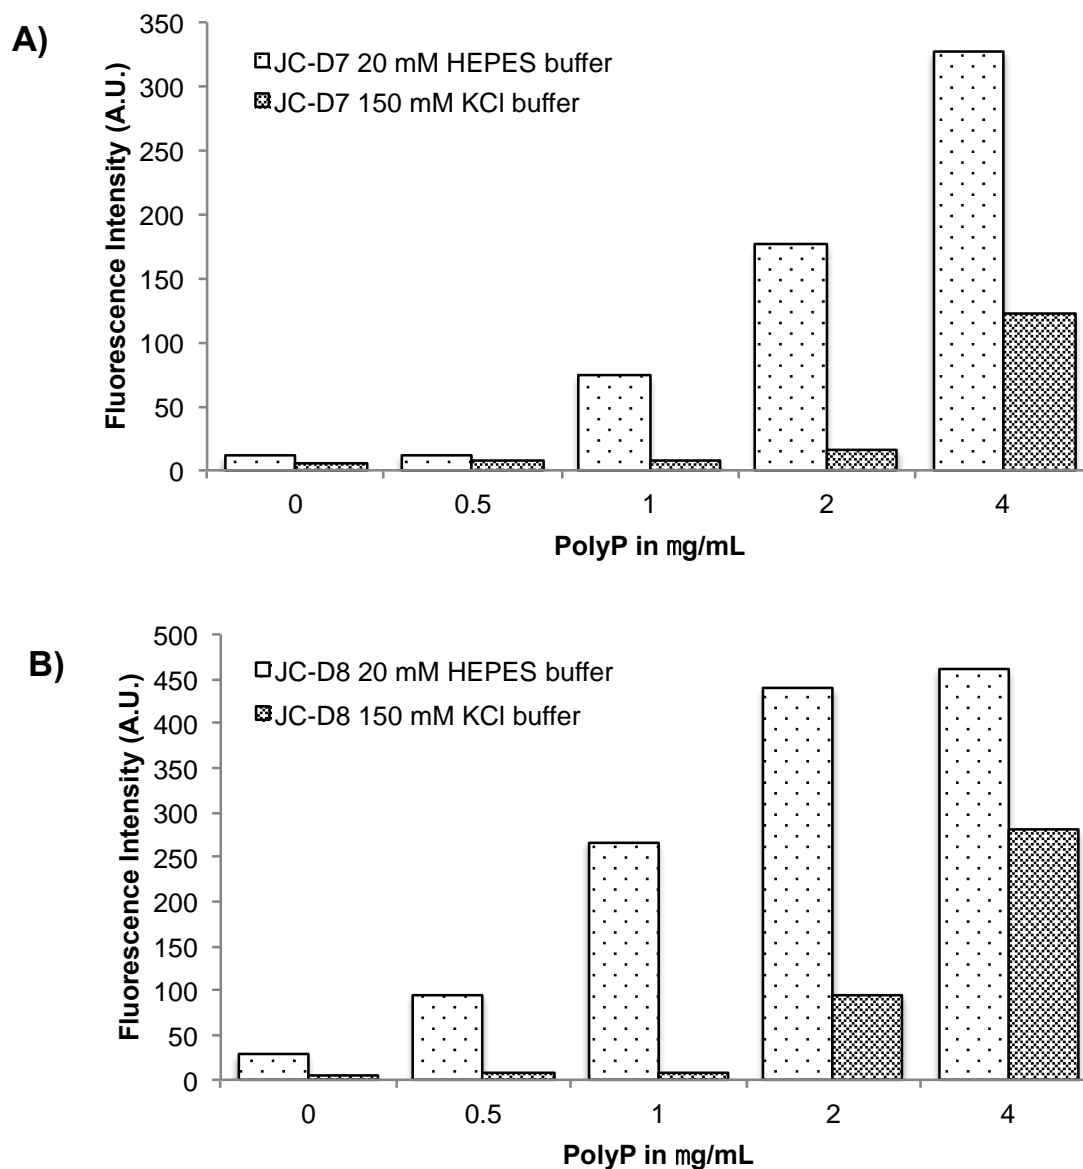 A)
Fluorescence Intensity (A.U.)
350
300
250
200
150
100
50
0
JC-D7 20 mM HEPES buffer
JC-D7 150 mM KCl buffer
0 0.5 1 2 4
PolyP in mg/mL
B)
Fluorescence Intensity (A.U.)
500
450
400
350
300
250
200
150
100
50
0
JC-D8 20 mM HEPES buffer
JC-D8 150 mM KCl buffer
0 0.5 1 2 4
PolyP in mg/mL